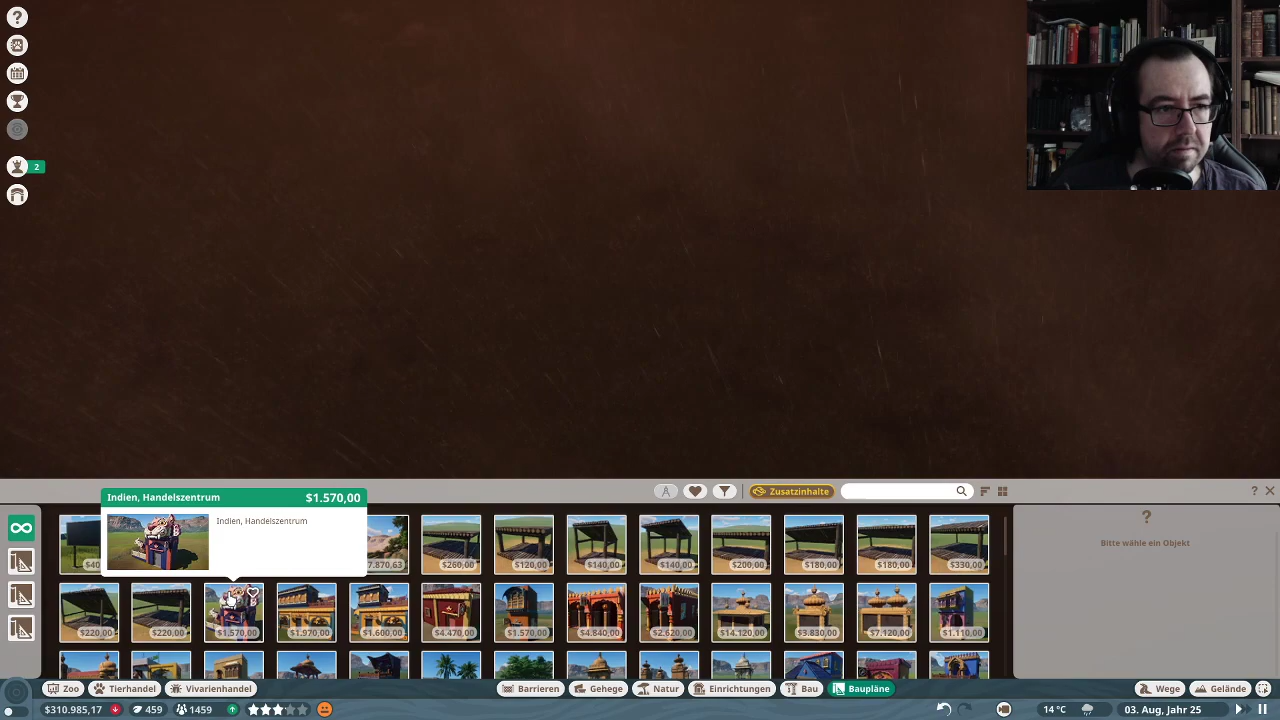 ?
2
Indien, Handelszentrum $1.570,00
Indien, Handelszentrum
Zusatzinhalte
?
?
Bitte wähle ein Objekt
$40
7.870,63
$260,00
$120,00
$140,00
$140,00
$200,00
$180,00
$180,00
$330,00
$220,00
$220,00
$1.570,00
$1.970,00
$1.600,00
$4.470,00
$1.570,00
$4.840,00
$2.620,00
$14.120,00
$3.830,00
$7.120,00
$1.110,00
Zoo
Tierhandel
Vivarienhandel
Barrieren
Gehege
Natur
Einrichtungen
Bau
Baupläne
Wege
Gelände
$310.985,17
459
1459
14 °C
03. Aug, Jahr 25